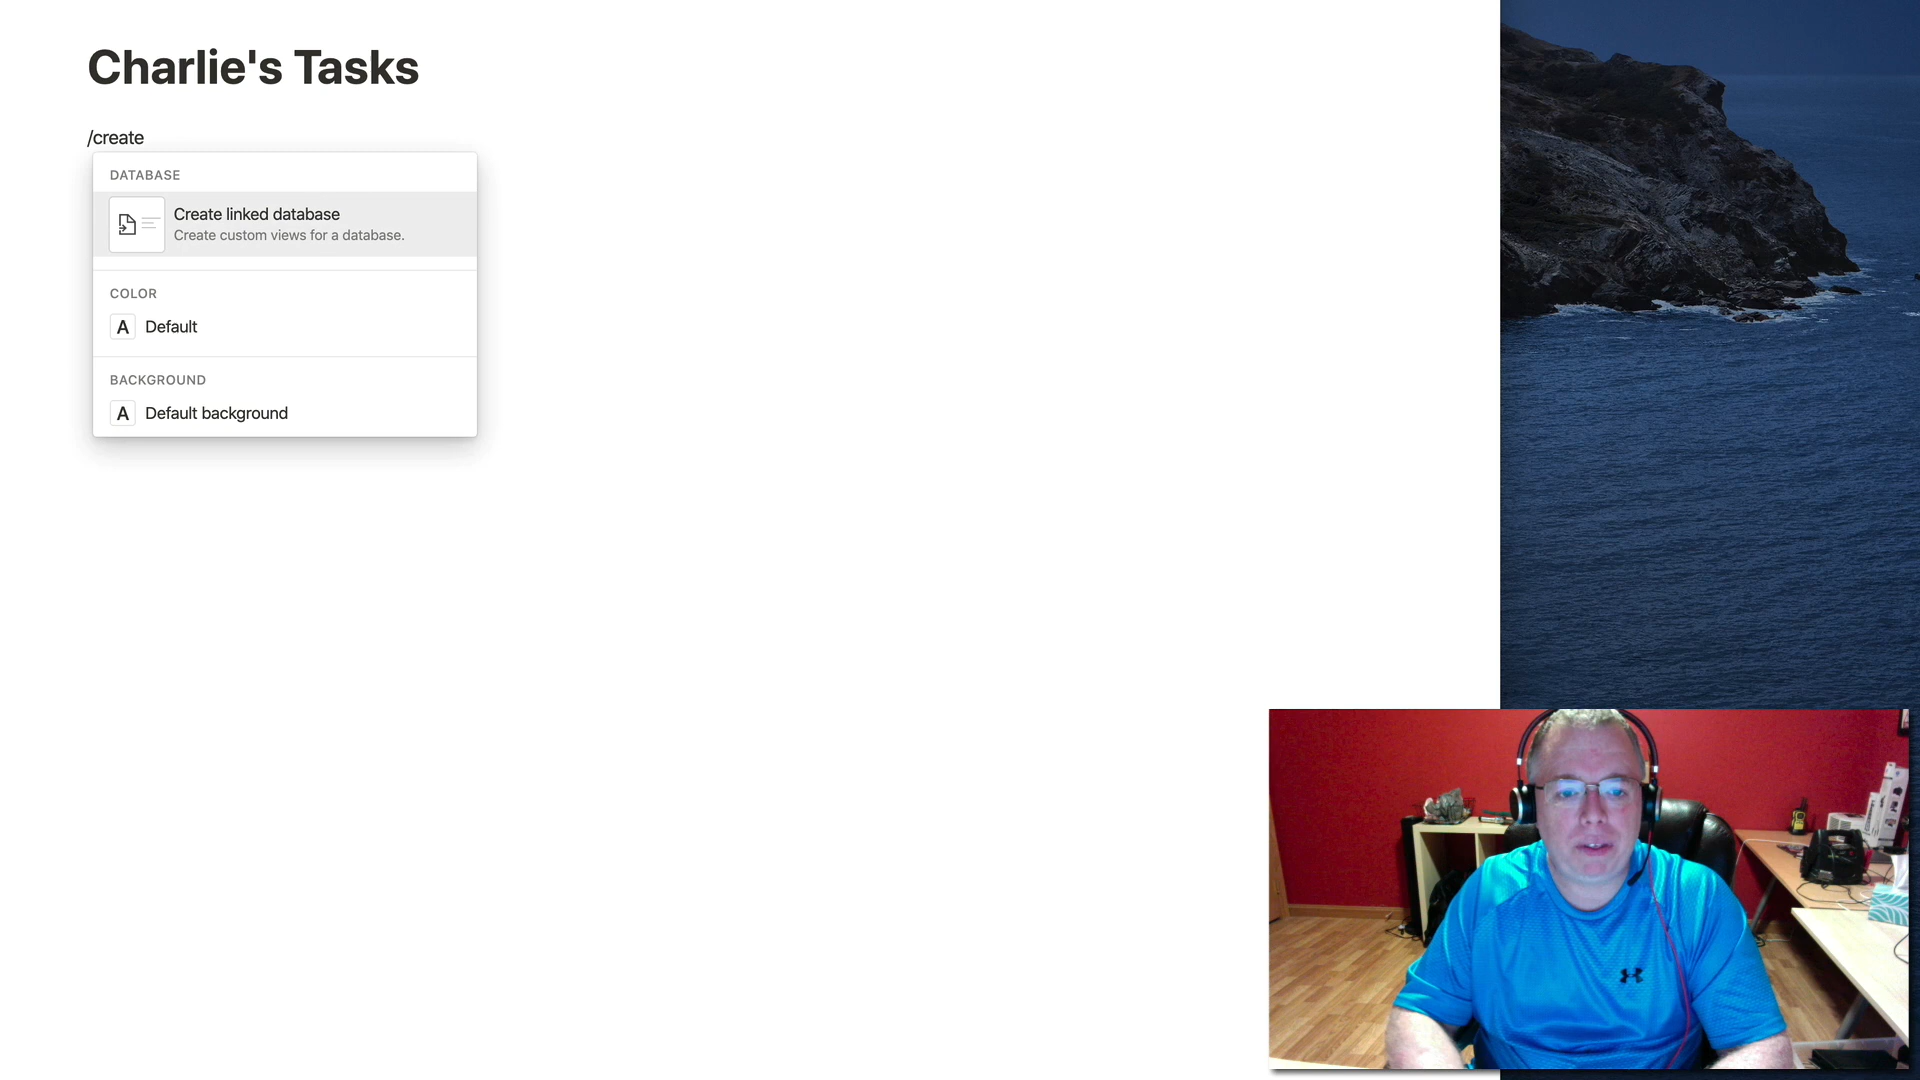 Charlie's Tasks
/create
DATABASE
Create linked database
Create custom views for a database.
COLOR
A Default
BACKGROUND
A Default background